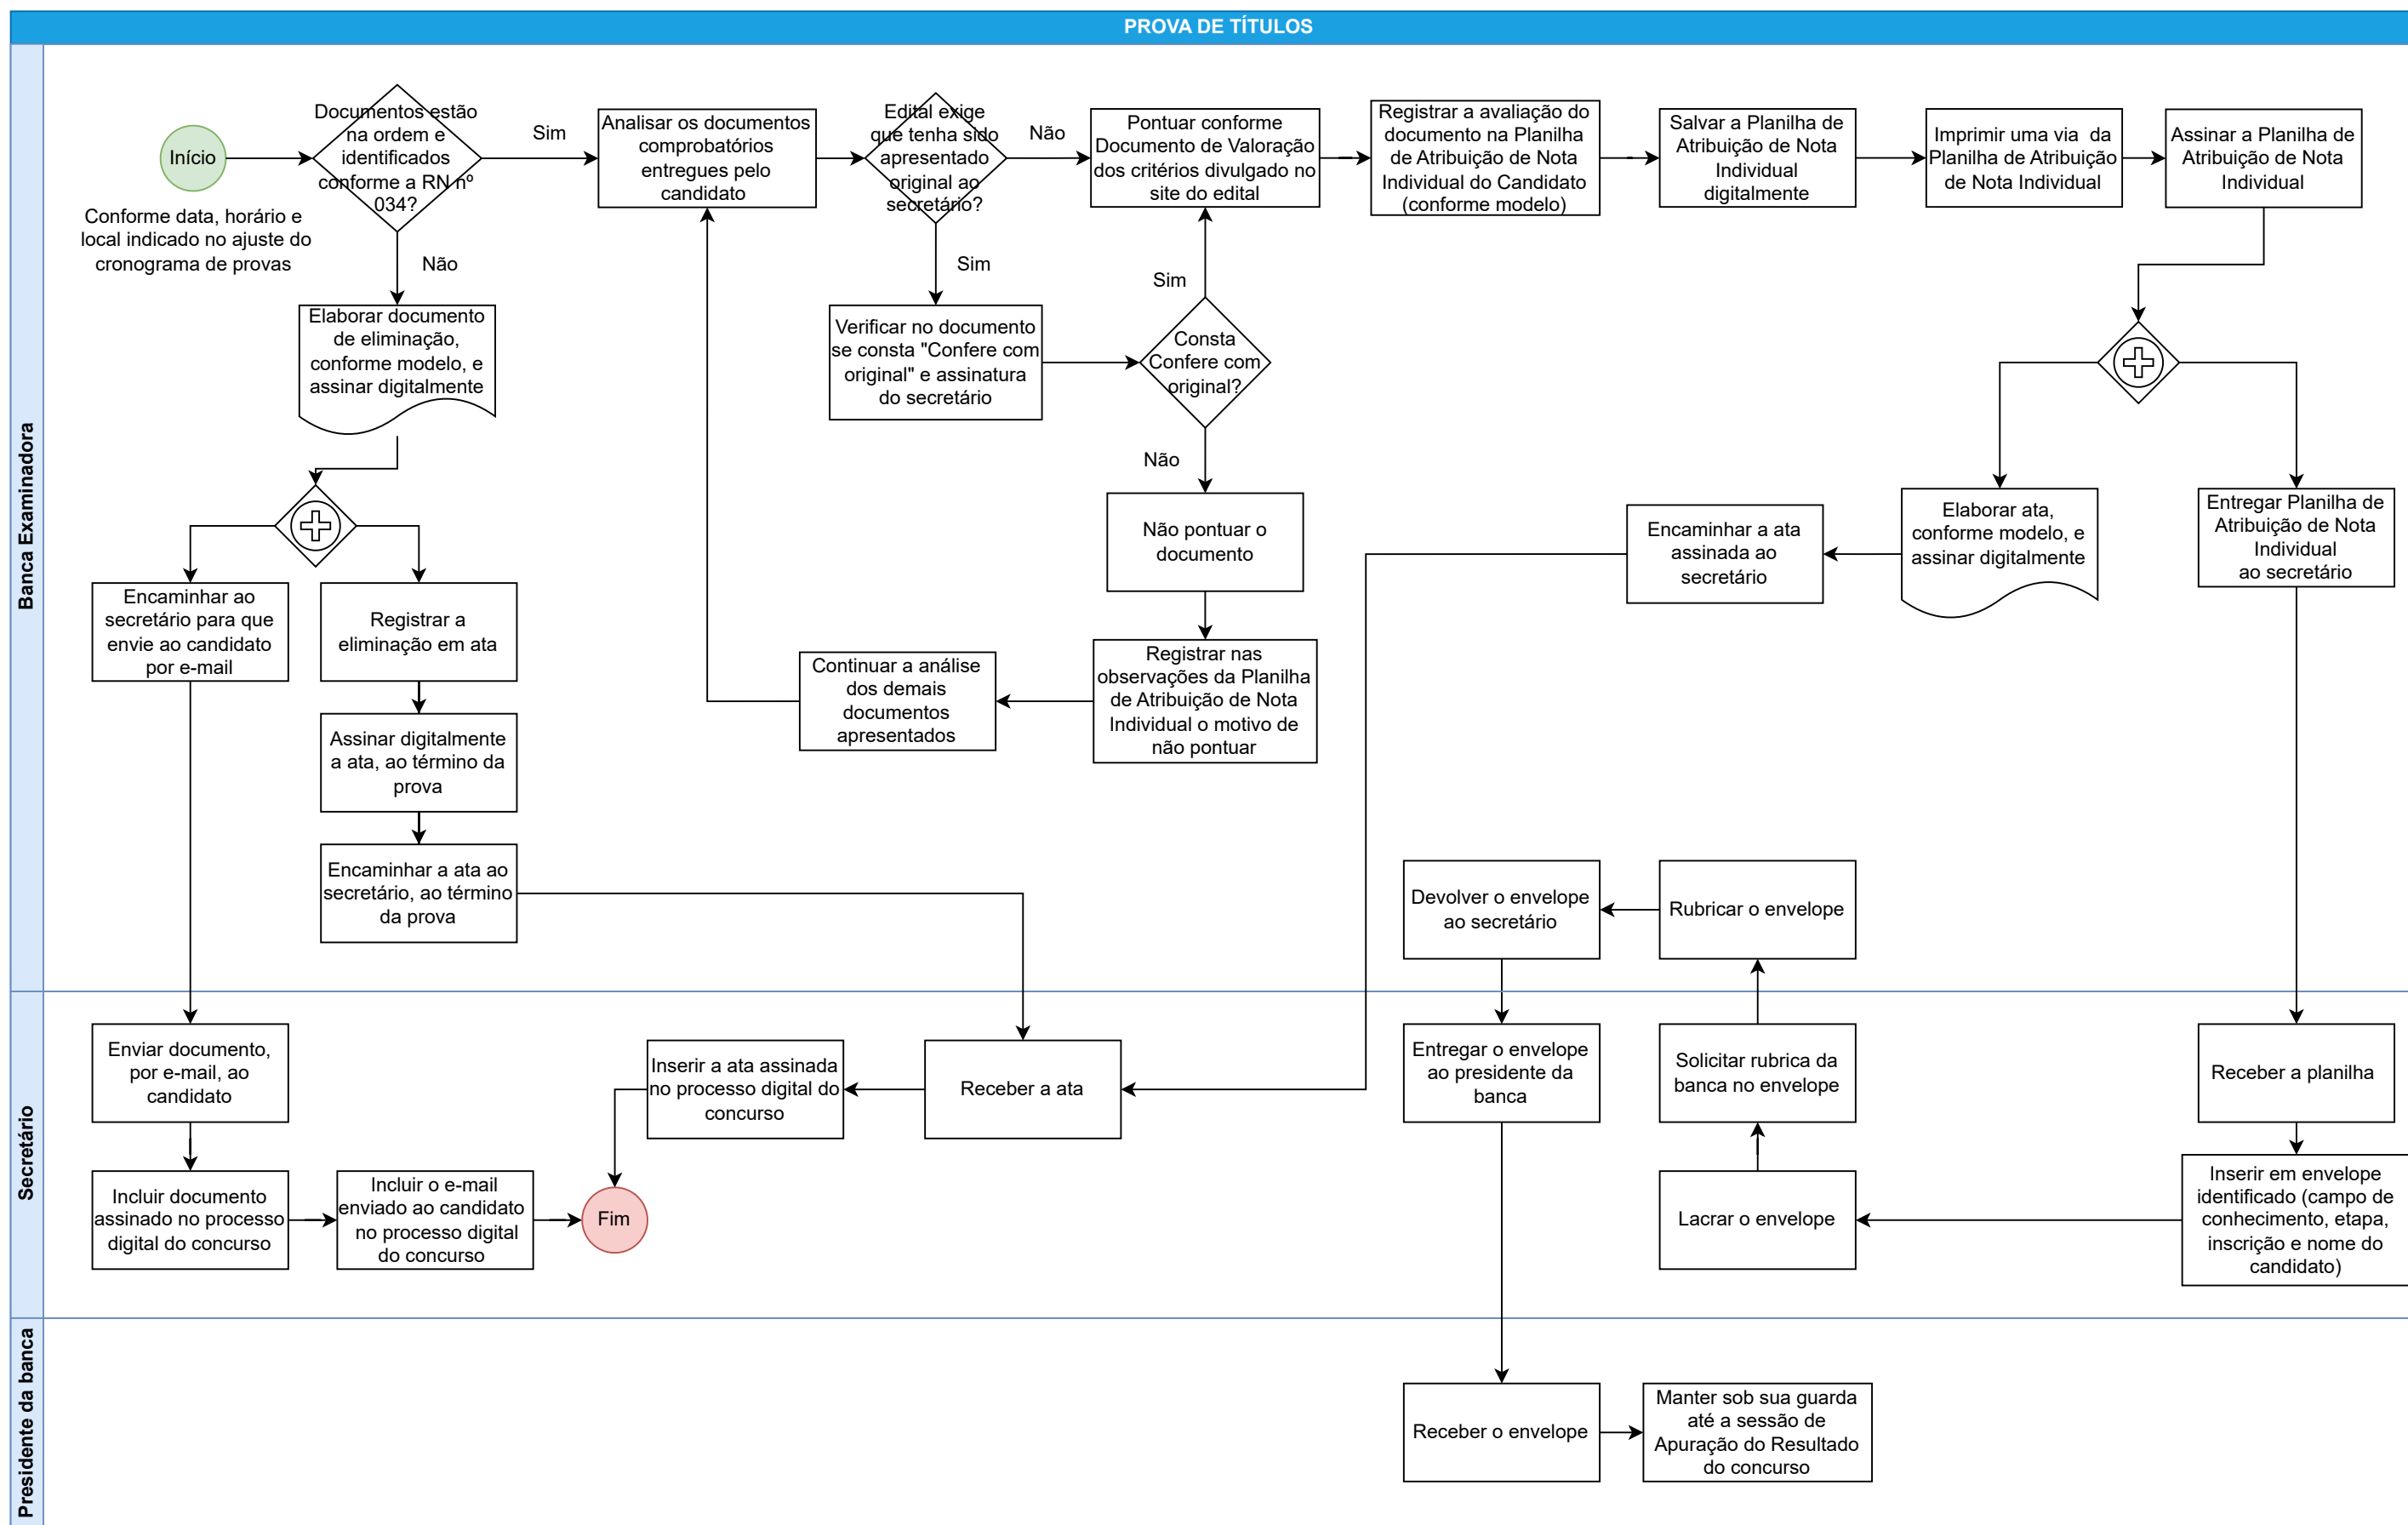 PROVA DE TÍTULOS
Banca Examinadora
Início
Conforme data, horário e
local indicado no ajuste do
cronograma de provas
Documentos estão
na ordem e
identificados
conforme a RN nº
034?
Sim
Não
Analisar os documentos
comprobatórios
entregues pelo
candidato
Edital exige
que tenha sido
apresentado
original ao
secretário?
Não
Sim
Pontuar conforme
Documento de Valoração
dos critérios divulgado no
site do edital
Registrar a avaliação do
documento na Planilha
de Atribuição de Nota
Individual do Candidato
(conforme modelo)
Salvar a Planilha de
Atribuição de Nota
Individual
digitalmente
Imprimir uma via  da
Planilha de Atribuição
de Nota Individual
Assinar a Planilha de
Atribuição de Nota
Individual
Elaborar documento
de eliminação,
conforme modelo, e
assinar digitalmente
Verificar no documento
se consta "Confere com
original" e assinatura
do secretário
Sim
Consta
Confere com
original?
Não
Não pontuar o
documento
Registrar nas
observações da Planilha
de Atribuição de Nota
Individual o motivo de
não pontuar
Continuar a análise
dos demais
documentos
apresentados
Encaminhar a ata
assinada ao
secretário
Elaborar ata,
conforme modelo, e
assinar digitalmente
Entregar Planilha de
Atribuição de Nota
Individual
ao secretário
Encaminhar ao
secretário para que
envie ao candidato
por e-mail
Registrar a
eliminação em ata
Assinar digitalmente
a ata, ao término da
prova
Encaminhar a ata ao
secretário, ao término
da prova
Devolver o envelope
ao secretário
Rubricar o envelope
Secretário
Enviar documento,
por e-mail, ao
candidato
Inserir a ata assinada
no processo digital do
concurso
Receber a ata
Entregar o envelope
ao presidente da
banca
Solicitar rubrica da
banca no envelope
Receber a planilha
Incluir documento
assinado no processo
digital do concurso
Incluir o e-mail
enviado ao candidato
no processo digital
do concurso
Fim
Lacrar o envelope
Inserir em envelope
identificado (campo de
conhecimento, etapa,
inscrição e nome do
candidato)
Presidente da banca
Receber o envelope
Manter sob sua guarda
até a sessão de
Apuração do Resultado
do concurso